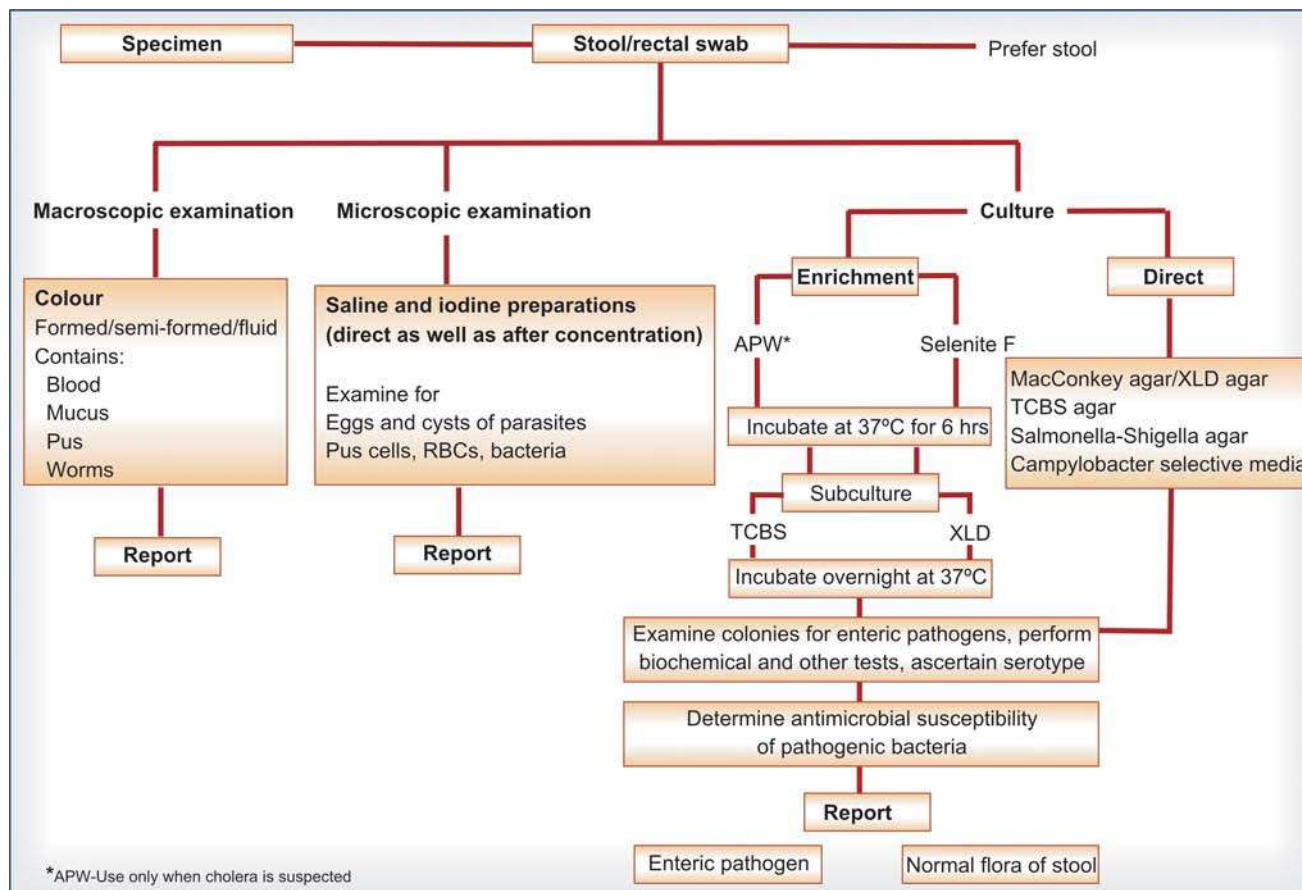 Specimen
Stool/rectal swab
Prefer stool
Macroscopic examination
Microscopic examination
Culture
Colour
Formed/semi-formed/fluid
Contains:
Blood
Mucus
Pus
Worms
Report
Saline and iodine preparations
(direct as well as after concentration)
Examine for
Eggs and cysts of parasites
Pus cells, RBCs, bacteria
Report
Enrichment
Direct
APW*
Selenite F
Incubate at 37ºC for 6 hrs
Subculture
TCBS
XLD
Incubate overnight at 37ºC
MacConkey agar/XLD agar
TCBS agar
Salmonella-Shigella agar
Campylobacter selective media
Examine colonies for enteric pathogens, perform
biochemical and other tests, ascertain serotype
Determine antimicrobial susceptibility
of pathogenic bacteria
Report
Enteric pathogen
Normal flora of stool
*APW-Use only when cholera is suspected